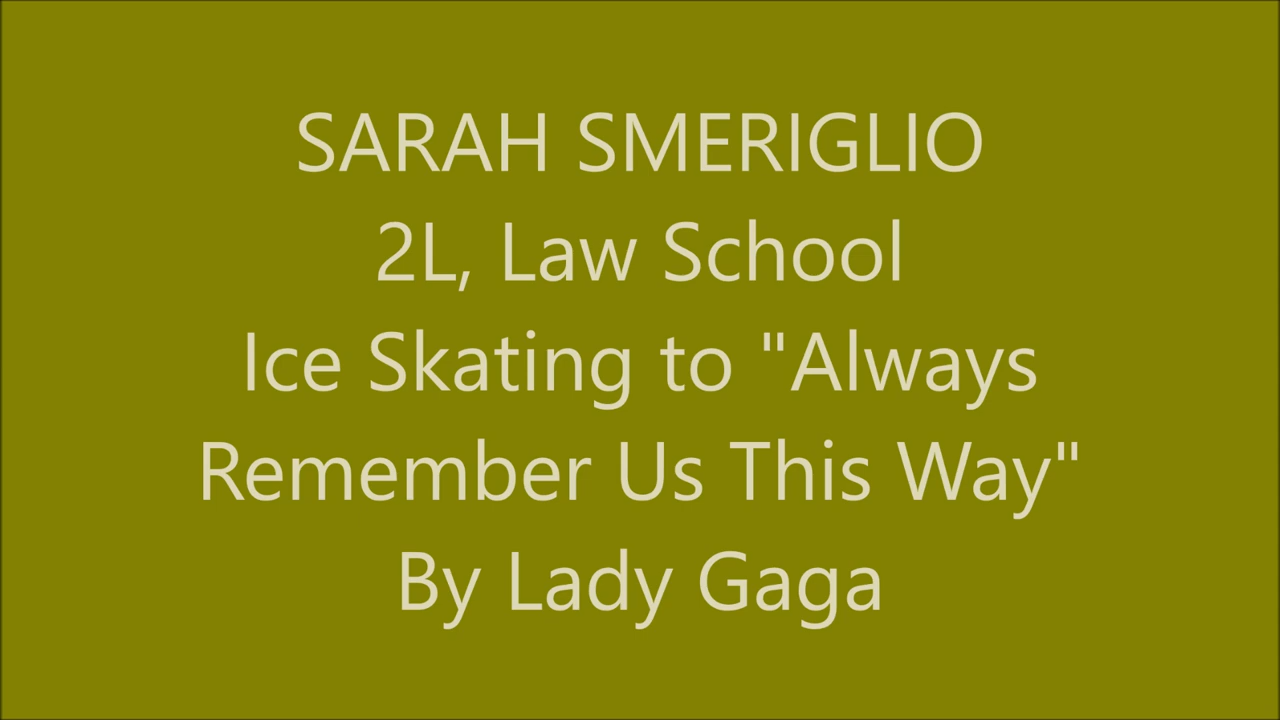 SARAH SMERIGLIO
2L, Law School
Ice Skating to "Always
Remember Us This Way"
By Lady Gaga